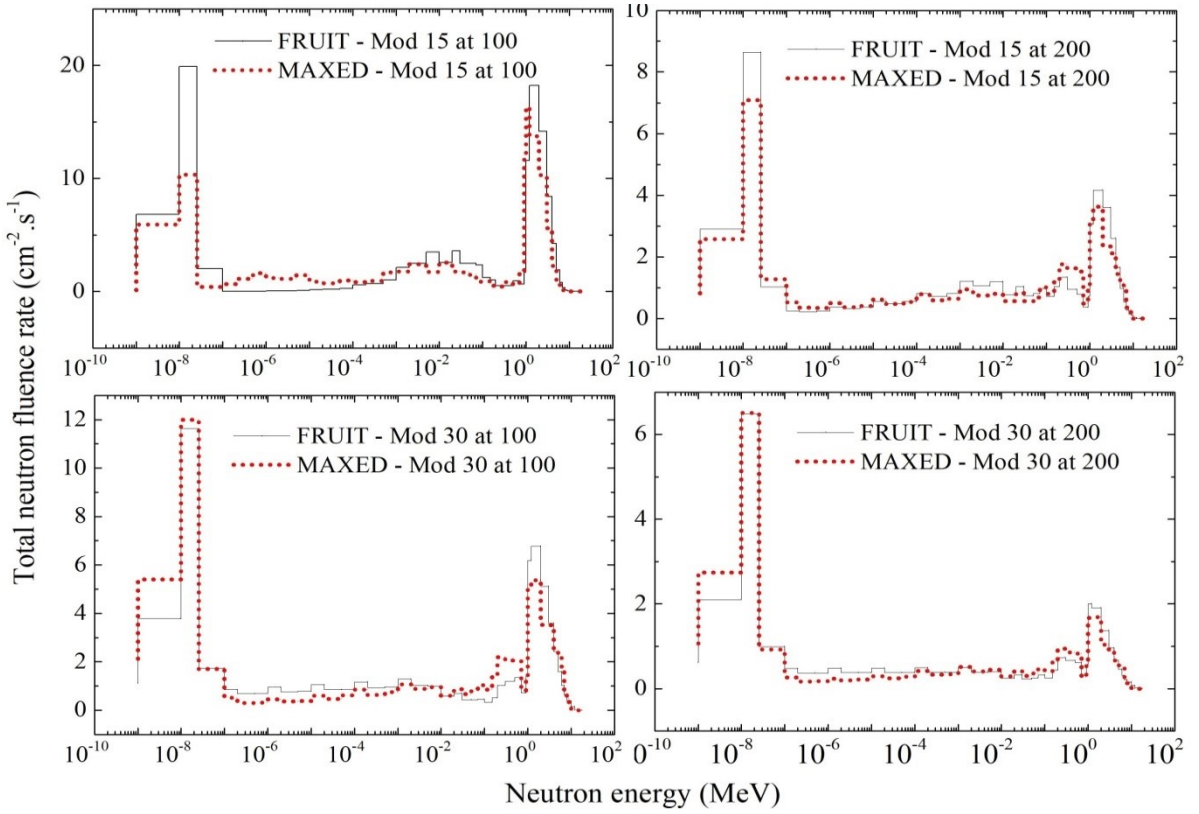 Total neutron fluence rate (cm⁻².s⁻¹)
FRUIT - Mod 15 at 100
MAXED - Mod 15 at 100
20
10
0
10⁻¹⁰ 10⁻⁸ 10⁻⁶ 10⁻⁴ 10⁻² 10⁰ 10²
FRUIT - Mod 15 at 200
MAXED - Mod 15 at 200
10
8
6
4
2
0
10⁻¹⁰ 10⁻⁸ 10⁻⁶ 10⁻⁴ 10⁻² 10⁰ 10²
FRUIT - Mod 30 at 100
MAXED - Mod 30 at 100
12
10
8
6
4
2
0
10⁻¹⁰ 10⁻⁸ 10⁻⁶ 10⁻⁴ 10⁻² 10⁰ 10²
FRUIT - Mod 30 at 200
MAXED - Mod 30 at 200
6
4
2
0
0⁻¹⁰ 10⁻⁸ 10⁻⁶ 10⁻⁴ 10⁻² 10⁰ 10²
Neutron energy (MeV)